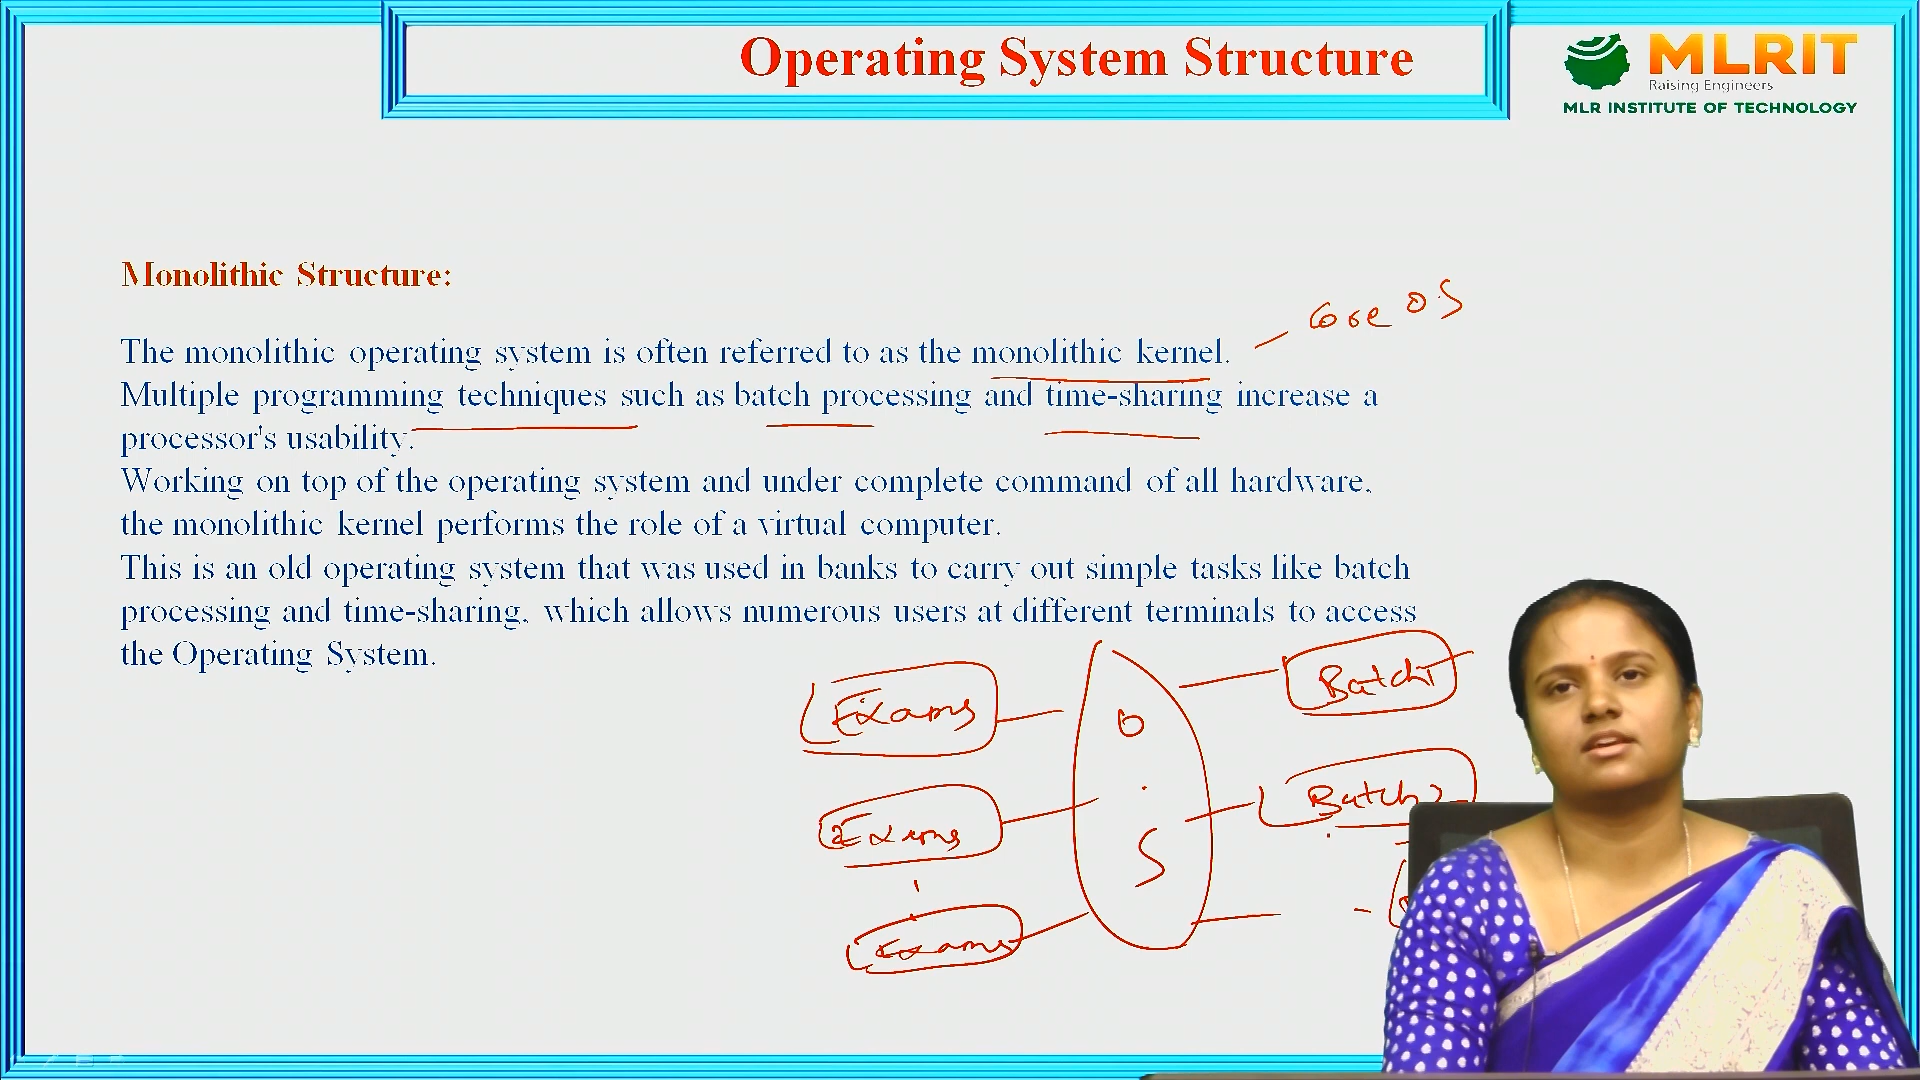 Operating System Structure
MLRIT
Raising Engineers
MLR INSTITUTE OF TECHNOLOGY
Monolithic Structure:
Core OS
The monolithic operating system is often referred to as the monolithic kernel.
Multiple programming techniques such as batch processing and time-sharing increase a
processor's usability.
Working on top of the operating system and under complete command of all hardware,
the monolithic kernel performs the role of a virtual computer.
This is an old operating system that was used in banks to carry out simple tasks like batch
processing and time-sharing, which allows numerous users at different terminals to access
the Operating System.
Exams
O.S
Batch1
Exams
Batch2
Exams